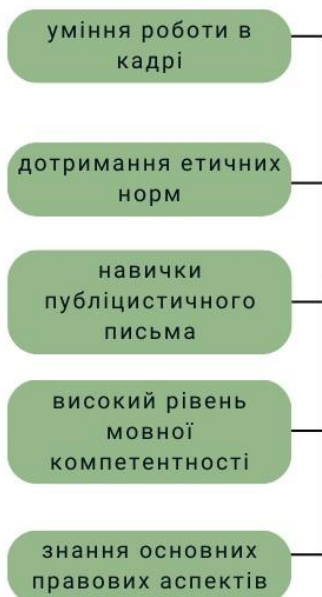 уміння роботи в
кадрі
дотримання етичних
норм
навички
публіцистичного
письма
високий рівень
мовної
компетентності
знання основних
правових аспектів